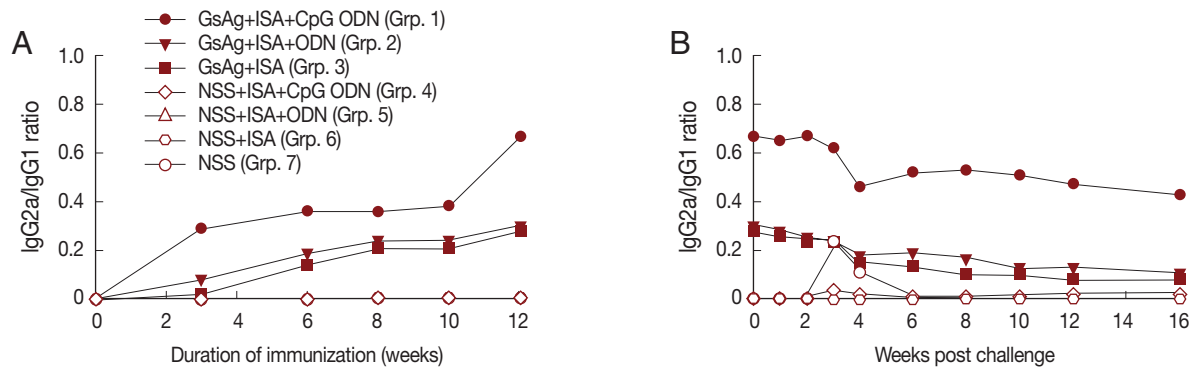 A
GsAg+ISA+CpG ODN (Grp. 1)
GsAg+ISA+ODN (Grp. 2)
GsAg+ISA (Grp. 3)
NSS+ISA+CpG ODN (Grp. 4)
NSS+ISA+ODN (Grp. 5)
NSS+ISA (Grp. 6)
NSS (Grp. 7)
IgG2a/IgG1 ratio
1.0
0.8
0.6
0.4
0.2
0
0 2 4 6 8 10 12
Duration of immunization (weeks)
B
IgG2a/IgG1 ratio
1.0
0.8
0.6
0.4
0.2
0
0 2 4 6 8 10 12 14 16
Weeks post challenge